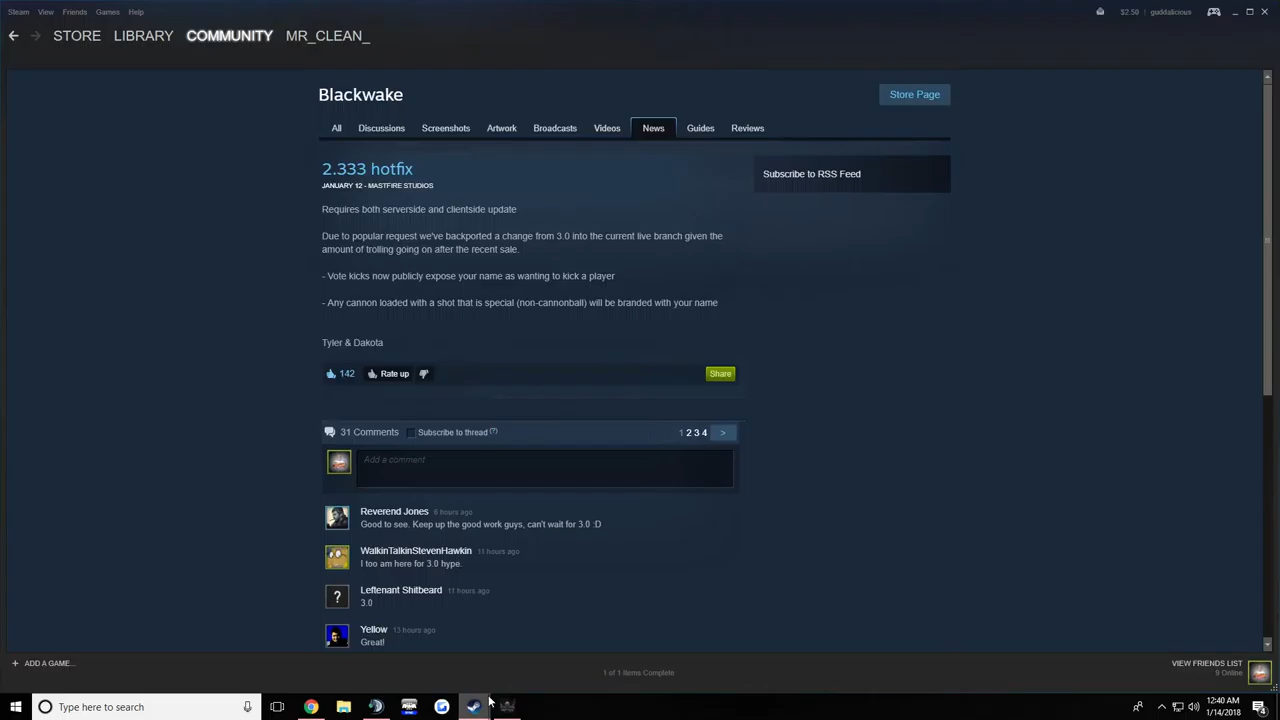 Steam View Friends Games Help $2.50 guddalicious
STORE LIBRARY COMMUNITY MR_CLEAN_
Blackwake
Store Page
All Discussions Screenshots Artwork Broadcasts Videos News Guides Reviews
2.333 hotfix
JANUARY 12 - MASTFIRE STUDIOS
Subscribe to RSS Feed
Requires both serverside and clientside update
Due to popular request we've backported a change from 3.0 into the current live branch given the
amount of trolling going on after the recent sale.
- Vote kicks now publicly expose your name as wanting to kick a player
- Any cannon loaded with a shot that is special (non-cannonball) will be branded with your name
Tyler & Dakota
142 Rate up Share
31 Comments Subscribe to thread (?) 1 2 3 4 >
Add a comment
Reverend Jones 6 hours ago
Good to see. Keep up the good work guys, can't wait for 3.0 :D
WalkinTalkinStevenHawkin 11 hours ago
I too am here for 3.0 hype.
Leftenant Shitbeard 11 hours ago
3.0
Yellow 13 hours ago
Great!
+ ADD A GAME...
1 of 1 Items Complete
VIEW FRIENDS LIST
9 Online
Type here to search
12:40 AM
1/14/2018